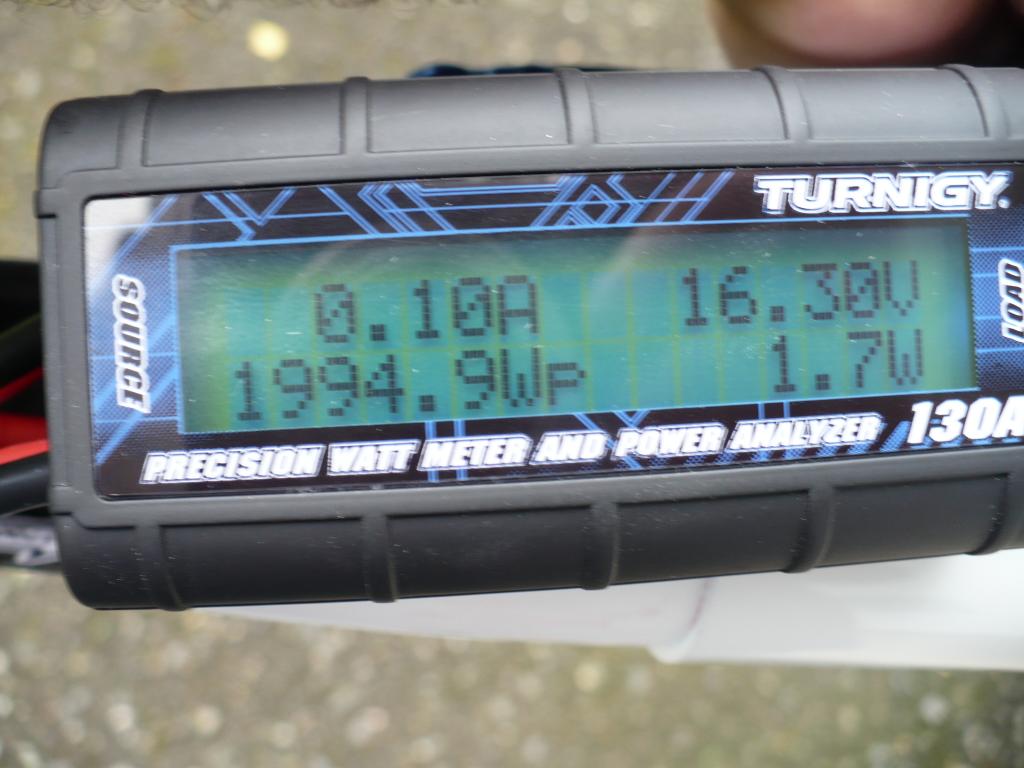 TURNIGY®
SOURCE
LOAD
0.10A 16.30V
1994.9Wp 1.7W
PRECISION WATT METER AND POWER ANALYZER 130A